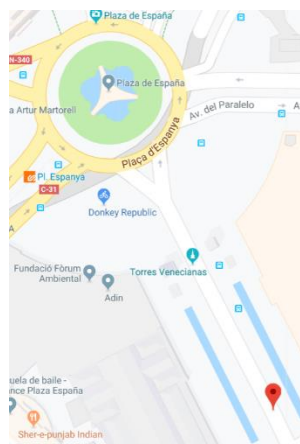 Plaza de España
N-340
Plaza de España
a Artur Martorell
Av. del Paralelo
A
Plaça d'Espanya
Pl. Espanya
C-31
A
Donkey Republic
Torres Venecianas
Fundació Fòrum
Ambiental
Adin
uela de baile -
nce Plaza España
Sher-e-punjab Indian